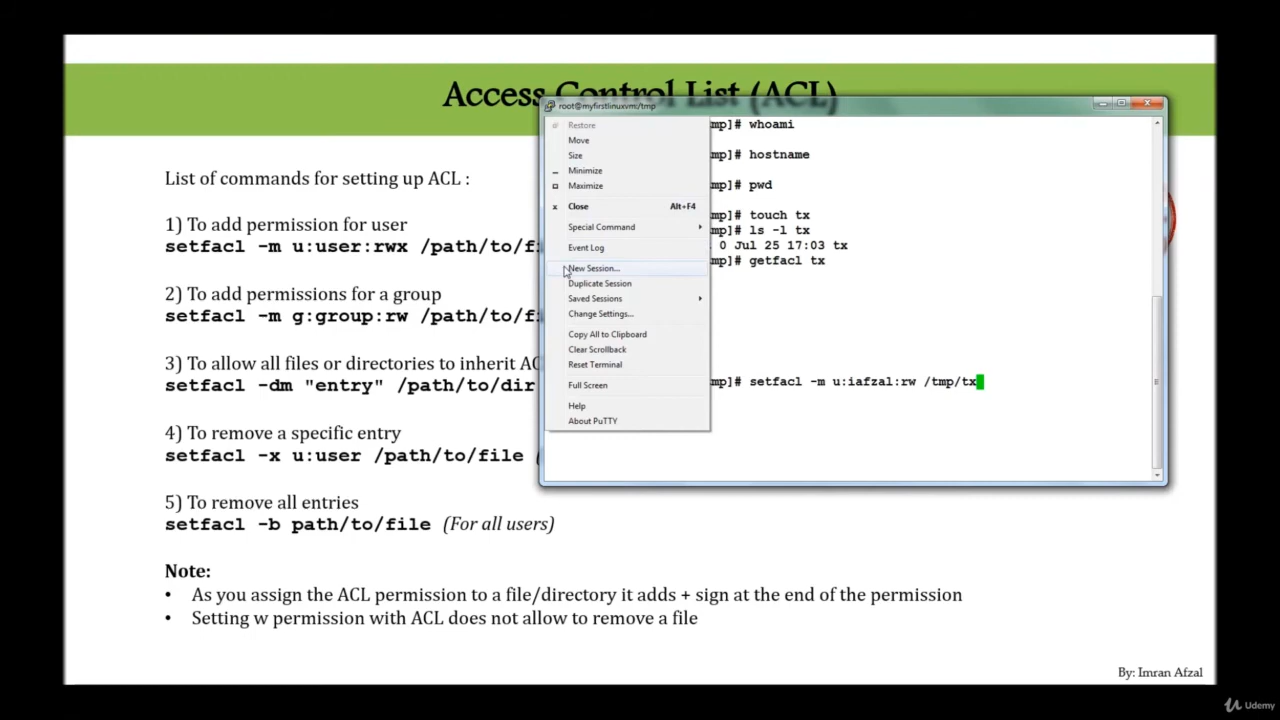 Access Control List (ACL)
List of commands for setting up ACL :
1) To add permission for user
setfacl -m u:user:rwx /path/to/fi
2) To add permissions for a group
setfacl -m g:group:rw /path/to/fi
3) To allow all files or directories to inherit AC
setfacl -dm "entry" /path/to/dir
4) To remove a specific entry
setfacl -x u:user /path/to/file (
5) To remove all entries
setfacl -b path/to/file (For all users)
Note:
• As you assign the ACL permission to a file/directory it adds + sign at the end of the permission
• Setting w permission with ACL does not allow to remove a file
By: Imran Afzal
root@myfirstlinuxvm:/tmp
Restore
Move
Size
Minimize
Maximize
Close Alt+F4
Special Command
Event Log
New Session...
Duplicate Session
Saved Sessions
Change Settings...
Copy All to Clipboard
Clear Scrollback
Reset Terminal
Full Screen
Help
About PuTTY
mp]# whoami
mp]# hostname
mp]# pwd
mp]# touch tx
mp]# ls -l tx
0 Jul 25 17:03 tx
mp]# getfacl tx
mp]# setfacl -m u:iafzal:rw /tmp/tx
Udemy